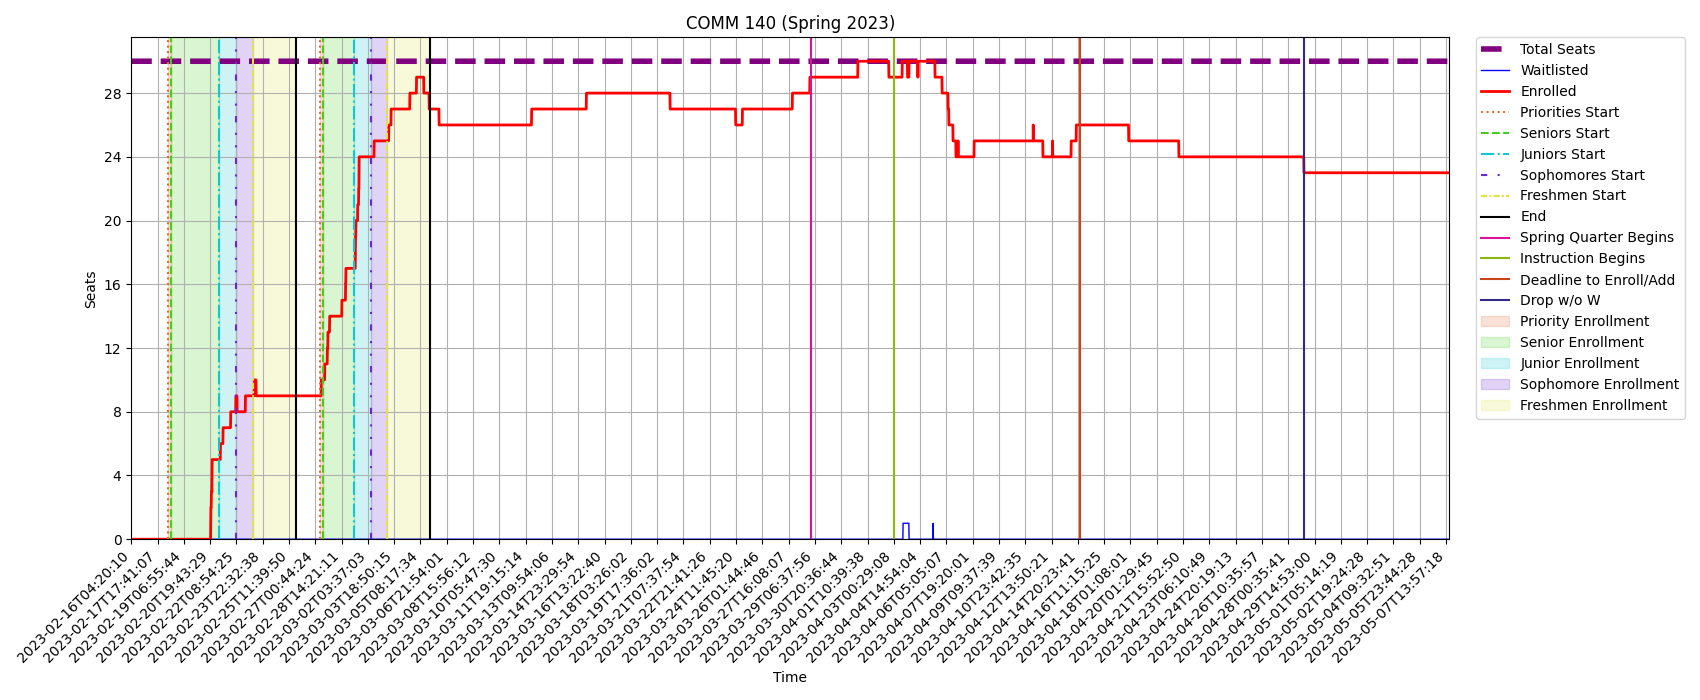 COMM 140 (Spring 2023)
Seats
28
24
20
16
12
8
4
0
2023-02-16T04:20:10
2023-02-17T17:41:07
2023-02-19T06:55:44
2023-02-20T19:43:29
2023-02-22T08:54:25
2023-02-23T22:32:38
2023-02-25T11:39:50
2023-02-27T00:44:24
2023-02-28T14:21:11
2023-03-02T03:37:03
2023-03-03T18:50:15
2023-03-05T08:17:34
2023-03-06T21:54:01
2023-03-08T15:56:12
2023-03-10T05:47:30
2023-03-11T19:15:14
2023-03-13T09:54:06
2023-03-14T23:29:54
2023-03-16T13:22:40
2023-03-18T03:26:02
2023-03-19T17:36:02
2023-03-21T07:37:54
2023-03-22T21:41:26
2023-03-24T11:45:20
2023-03-26T01:44:46
2023-03-27T16:08:07
2023-03-29T06:37:56
2023-03-30T20:36:44
2023-04-01T10:39:38
2023-04-03T00:29:08
2023-04-04T14:54:04
2023-04-06T05:05:07
2023-04-07T19:20:01
2023-04-09T09:37:39
2023-04-10T23:42:35
2023-04-12T13:50:21
2023-04-14T20:23:41
2023-04-16T11:15:25
2023-04-18T01:08:01
2023-04-20T01:29:45
2023-04-21T15:52:50
2023-04-23T06:10:49
2023-04-24T20:19:13
2023-04-26T10:35:57
2023-04-28T00:35:41
2023-04-29T14:53:00
2023-05-01T05:14:19
2023-05-02T19:24:28
2023-05-04T09:32:51
2023-05-05T23:44:28
2023-05-07T13:57:18
Time
Total Seats
Waitlisted
Enrolled
Priorities Start
Seniors Start
Juniors Start
Sophomores Start
Freshmen Start
End
Spring Quarter Begins
Instruction Begins
Deadline to Enroll/Add
Drop w/o W
Priority Enrollment
Senior Enrollment
Junior Enrollment
Sophomore Enrollment
Freshmen Enrollment